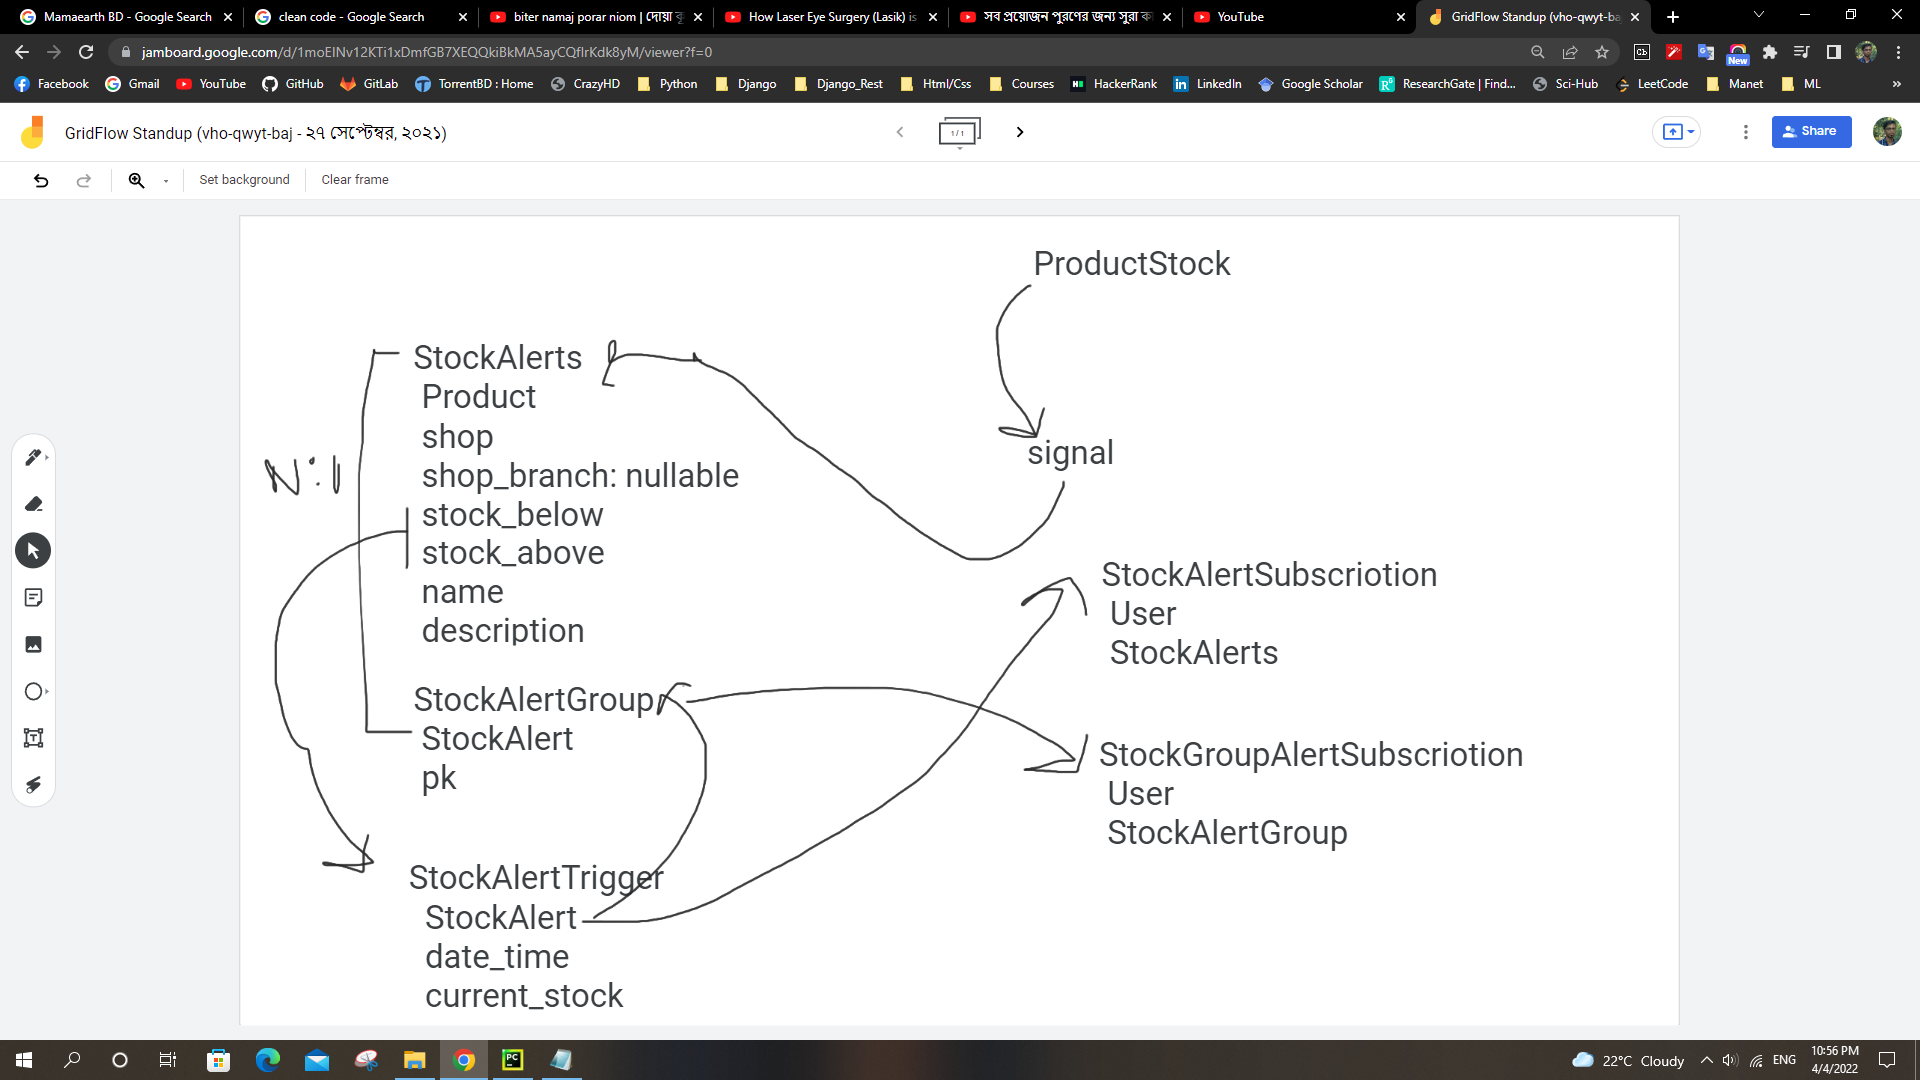 Mamaearth BD - Google Search
clean code - Google Search
biter namaj porar niom | দোয়া
How Laser Eye Surgery (Lasik) is
সব প্রয়োজন পুরণের জন্য সুরা
YouTube
GridFlow Standup (vho-qwyt-ba
jamboard.google.com/d/1moEINv12KTi1xDmfGB7XEQQkiBkMA5ayCQflrKdk8yM/viewer?f=0
New
Facebook
Gmail
YouTube
GitHub
GitLab
TorrentBD : Home
CrazyHD
Python
Django
Django_Rest
Html/Css
Courses
HackerRank
LinkedIn
Google Scholar
ResearchGate | Find...
Sci-Hub
LeetCode
Manet
ML
GridFlow Standup (vho-qwyt-baj - ২৭ সেপ্টেম্বর, ২০২১)
1 / 1
Share
Set background
Clear frame
ProductStock
StockAlerts
Product
shop
shop_branch: nullable
stock_below
stock_above
name
description
N:1
signal
StockAlertSubscriotion
User
StockAlerts
StockAlertGroup
StockAlert
pk
StockGroupAlertSubscriotion
User
StockAlertGroup
StockAlertTrigger
StockAlert
date_time
current_stock
22°C Cloudy
ENG
10:56 PM
4/4/2022